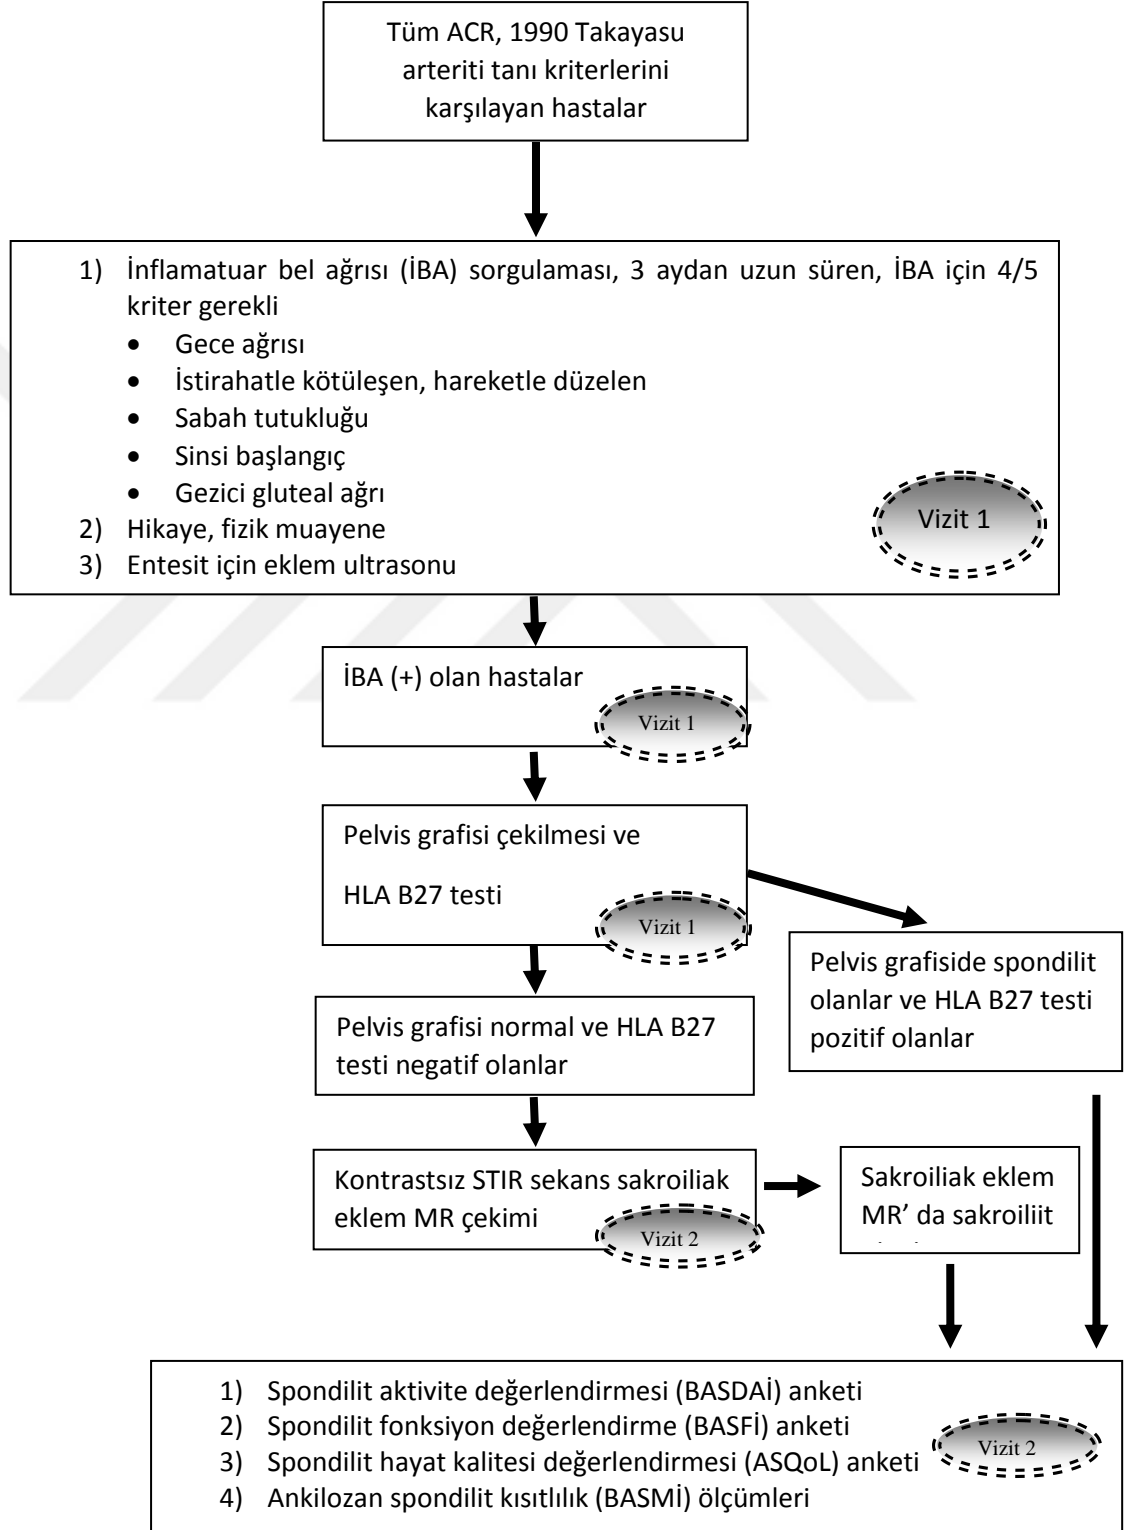 Tüm ACR, 1990 Takayasu
arteriti tanı kriterlerini
karşılayan hastalar
1) İnflamatuar bel ağrısı (İBA) sorgulaması, 3 aydan uzun süren, İBA için 4/5
kriter gerekli
• Gece ağrısı
• İstirahatle kötüleşen, hareketle düzelen
• Sabah tutukluğu
• Sinsi başlangıç
• Gezici gluteal ağrı
2) Hikaye, fizik muayene
3) Entesit için eklem ultrasonu
Vizit 1
İBA (+) olan hastalar
Vizit 1
Pelvis grafisi çekilmesi ve
HLA B27 testi
Vizit 1
Pelvis grafiside spondilit
olanlar ve HLA B27 testi
pozitif olanlar
Pelvis grafisi normal ve HLA B27
testi negatif olanlar
Kontrastsız STIR sekans sakroiliak
eklem MR çekimi
Vizit 2
Sakroiliak eklem
MR' da sakroiliit
1) Spondilit aktivite değerlendirmesi (BASDAİ) anketi
2) Spondilit fonksiyon değerlendirme (BASFİ) anketi
3) Spondilit hayat kalitesi değerlendirmesi (ASQoL) anketi
4) Ankilozan spondilit kısıtlılık (BASMİ) ölçümleri
Vizit 2